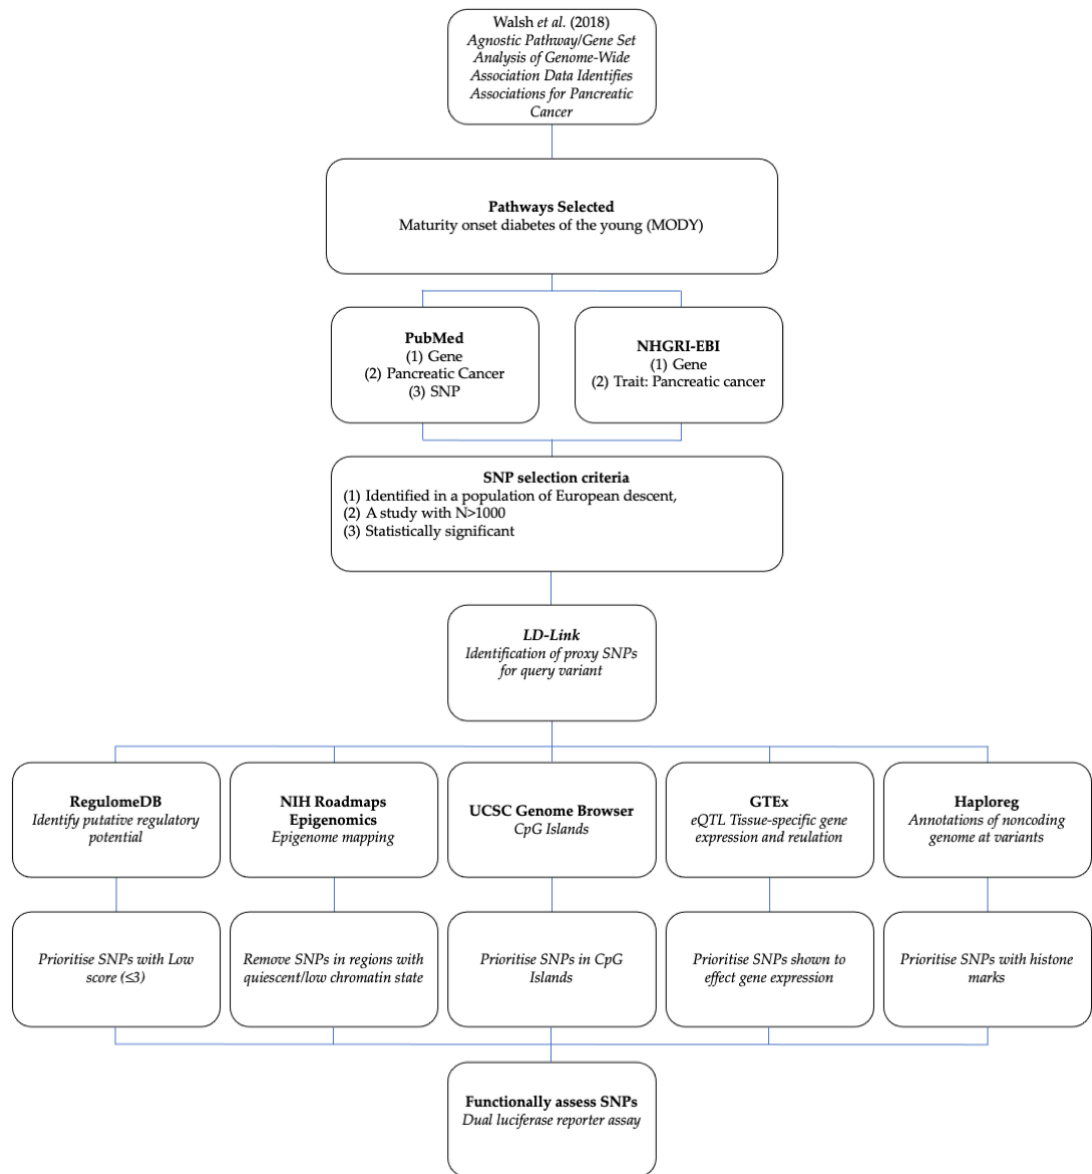 Walsh et al. (2018)
Agnostic Pathway/Gene Set
Analysis of Genome-Wide
Association Data Identifies
Associations for Pancreatic
Cancer
Pathways Selected
Maturity onset diabetes of the young (MODY)
PubMed
(1) Gene
(2) Pancreatic Cancer
(3) SNP
NHGRI-EBI
(1) Gene
(2) Trait: Pancreatic cancer
SNP selection criteria
(1) Identified in a population of European descent,
(2) A study with N>1000
(3) Statistically significant
LD-Link
Identification of proxy SNPs
for query variant
RegulomeDB
Identify putative regulatory
potential
NIH Roadmaps
Epigenomics
Epigenome mapping
UCSC Genome Browser
CpG Islands
GTEx
eQTL Tissue-specific gene
expression and reulation
Haploreg
Annotations of noncoding
genome at variants
Prioritise SNPs with Low
score (≤3)
Remove SNPs in regions with
quiescent/low chromatin state
Prioritise SNPs in CpG
Islands
Prioritise SNPs shown to
effect gene expression
Prioritise SNPs with histone
marks
Functionally assess SNPs
Dual luciferase reporter assay